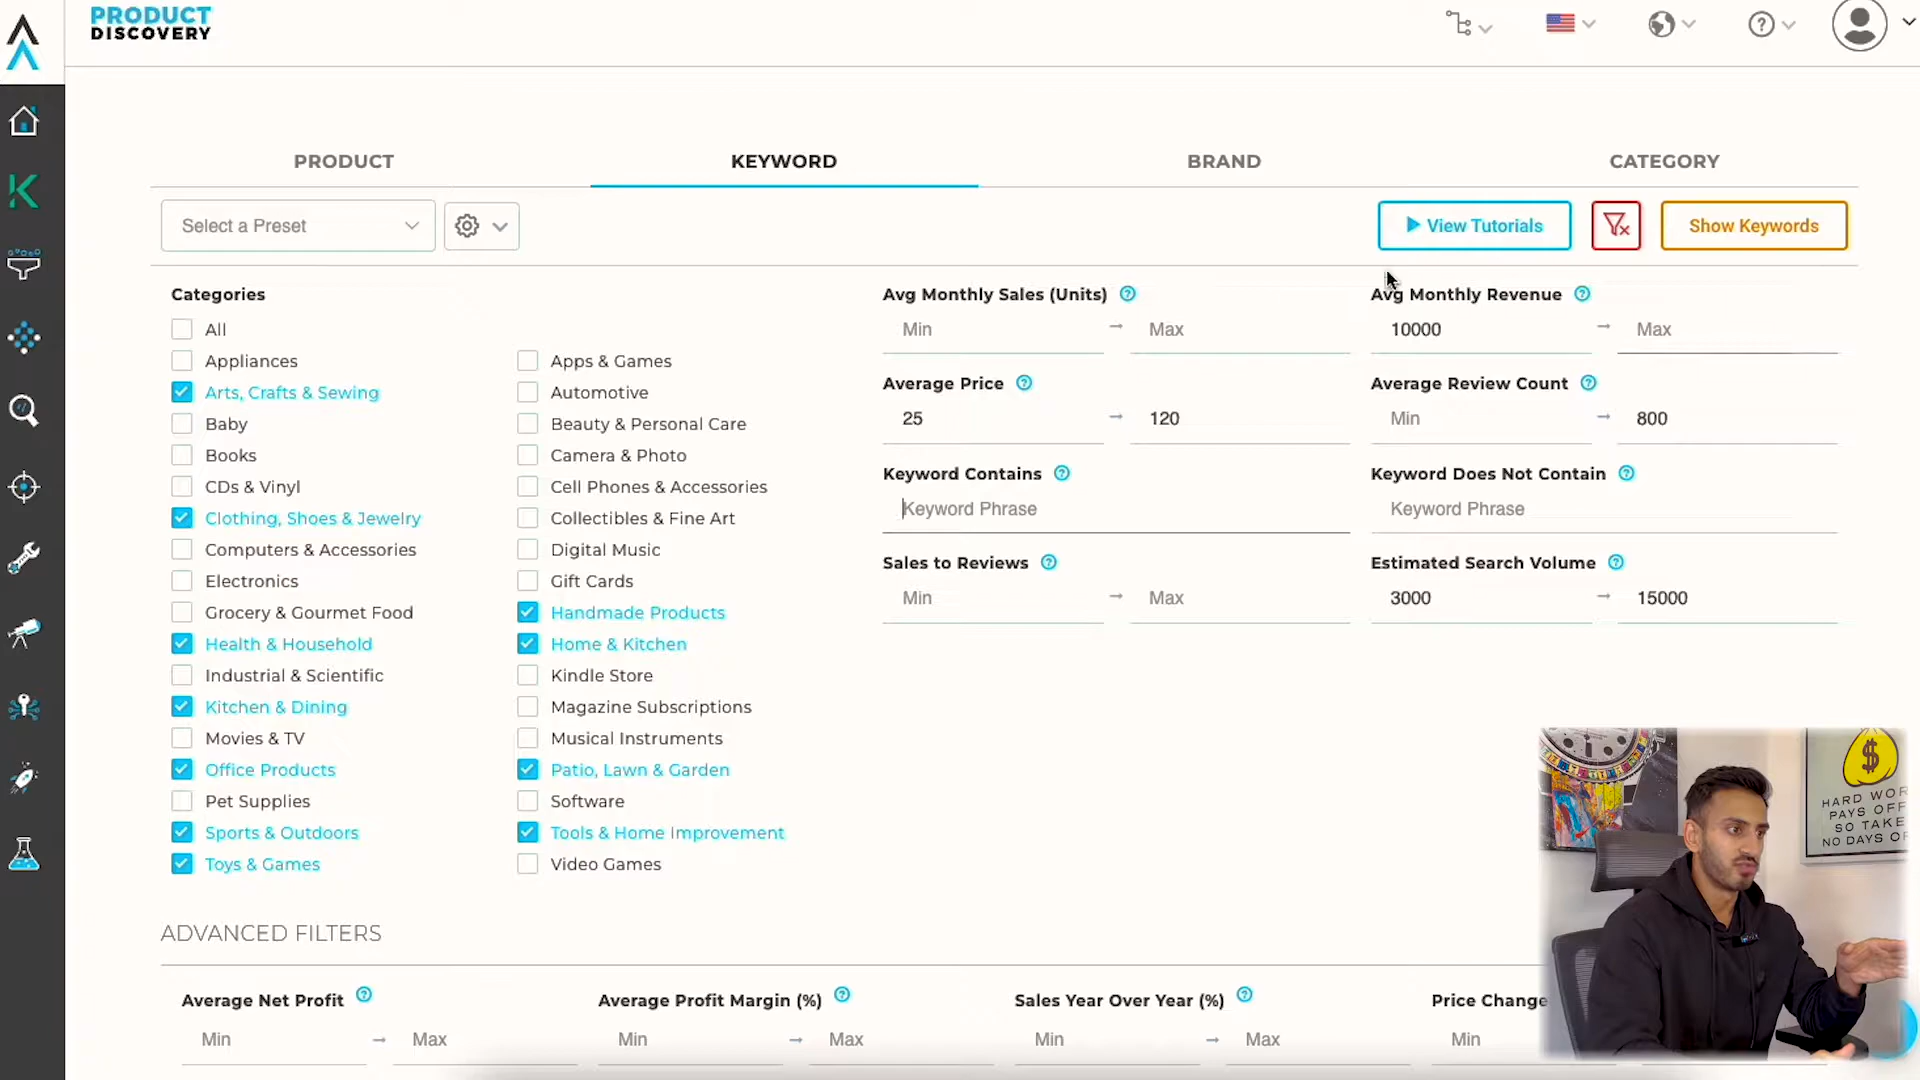 PRODUCT
DISCOVERY
PRODUCT
KEYWORD
BRAND
CATEGORY
Select a Preset
View Tutorials
Show Keywords
Categories
All
Appliances
Apps & Games
Arts, Crafts & Sewing
Automotive
Baby
Beauty & Personal Care
Books
Camera & Photo
CDs & Vinyl
Cell Phones & Accessories
Clothing, Shoes & Jewelry
Collectibles & Fine Art
Computers & Accessories
Digital Music
Electronics
Gift Cards
Grocery & Gourmet Food
Handmade Products
Health & Household
Home & Kitchen
Industrial & Scientific
Kindle Store
Kitchen & Dining
Magazine Subscriptions
Movies & TV
Musical Instruments
Office Products
Patio, Lawn & Garden
Pet Supplies
Software
Sports & Outdoors
Tools & Home Improvement
Toys & Games
Video Games
Avg Monthly Sales (Units)
Min → Max
Avg Monthly Revenue
10000 → Max
Average Price
25 → 120
Average Review Count
Min → 800
Keyword Contains
Keyword Phrase
Keyword Does Not Contain
Keyword Phrase
Sales to Reviews
Min → Max
Estimated Search Volume
3000 → 15000
ADVANCED FILTERS
Average Net Profit
Min → Max
Average Profit Margin (%)
Min → Max
Sales Year Over Year (%)
Min → Max
Price Change
Min
$
HARD WOR
PAYS OFF
SO TAKE
NO DAYS O